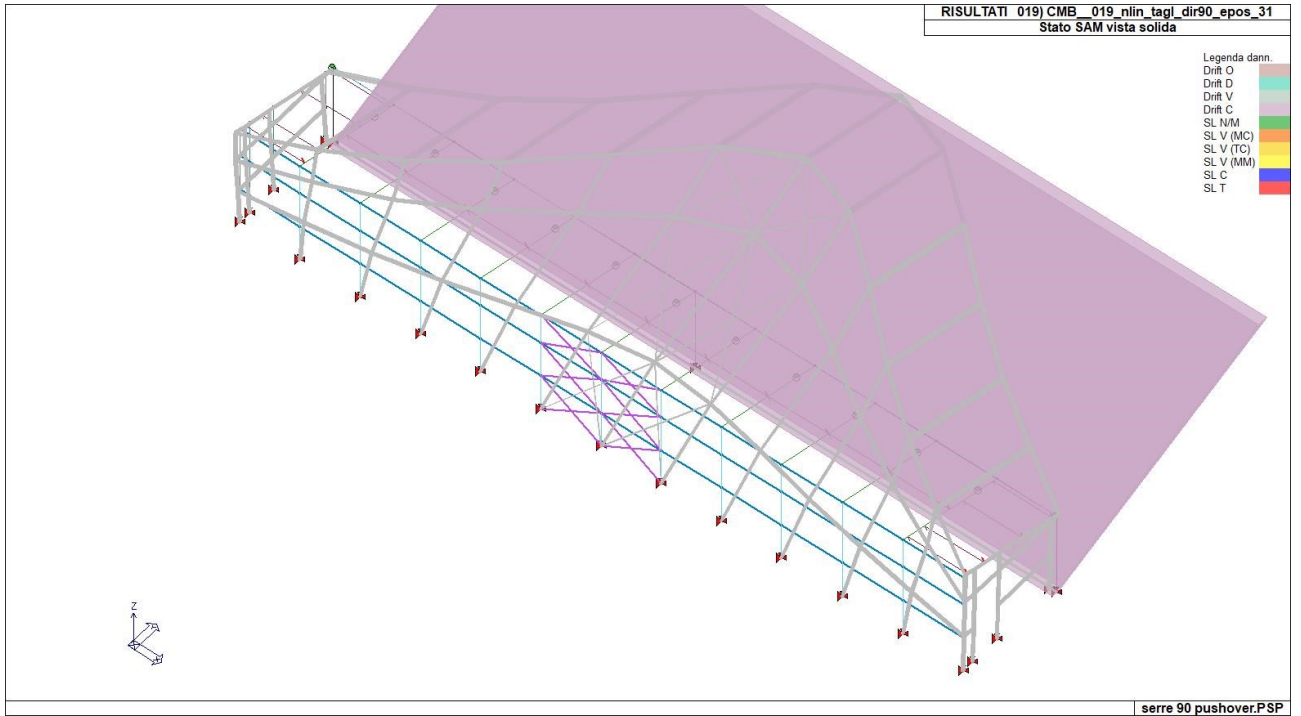 RISULTATI 019) CMB__019_nlin_tagl_dir90_epos_31
Stato SAM vista solida
Legenda dann.
Drift O
Drift D
Drift V
Drift C
SL N/M
SL V (MC)
SL V (TC)
SL V (MM)
SL C
SL T
Z
serre 90 pushover.PSP